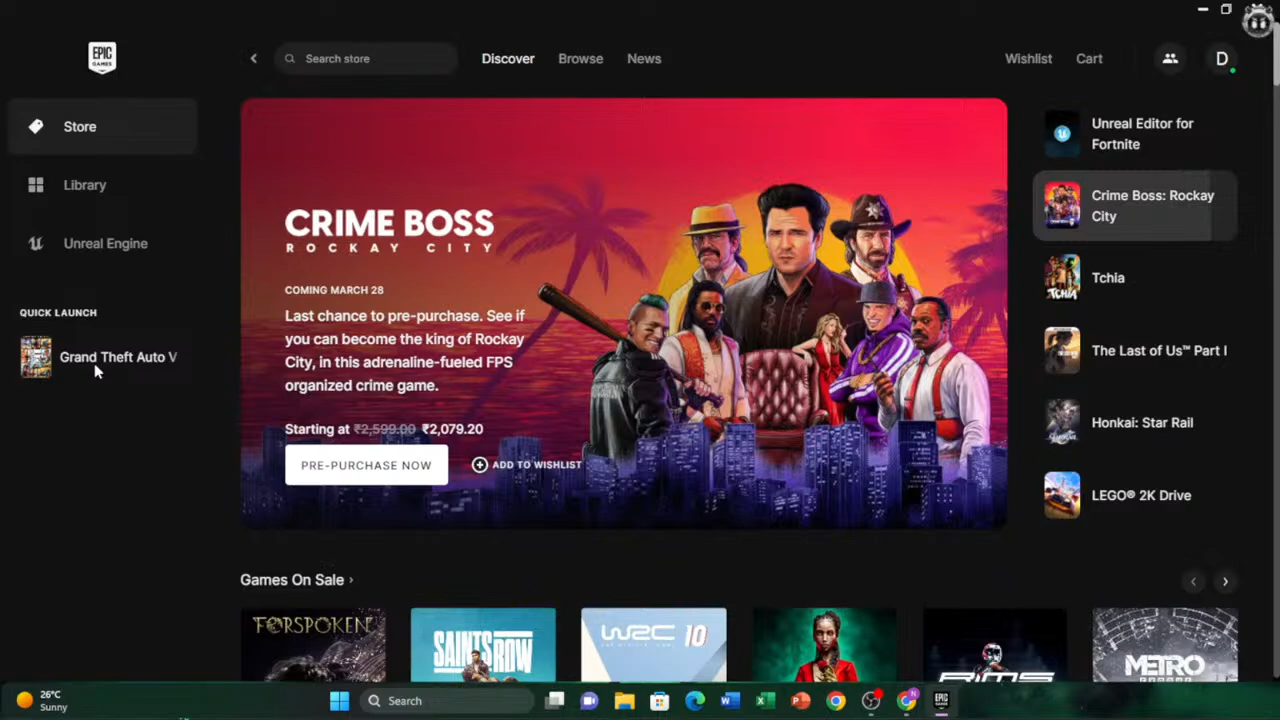 EPIC
GAMES
Search store
Discover
Browse
News
Wishlist
Cart
D
Store
Library
Unreal Engine
QUICK LAUNCH
Grand Theft Auto V
CRIME BOSS
ROCKAY CITY
COMING MARCH 28
Last chance to pre-purchase. See if
you can become the king of Rockay
City, in this adrenaline-fueled FPS
organized crime game.
Starting at ₹2,599.00 ₹2,079.20
PRE-PURCHASE NOW
ADD TO WISHLIST
Unreal Editor for
Fortnite
Crime Boss: Rockay
City
Tchia
The Last of Us™ Part I
Honkai: Star Rail
LEGO® 2K Drive
Games On Sale
FORSPOKEN
SAINTS ROW
WRC 10
RiMS
METRO
26°C
Sunny
Search
EPIC
GAMES